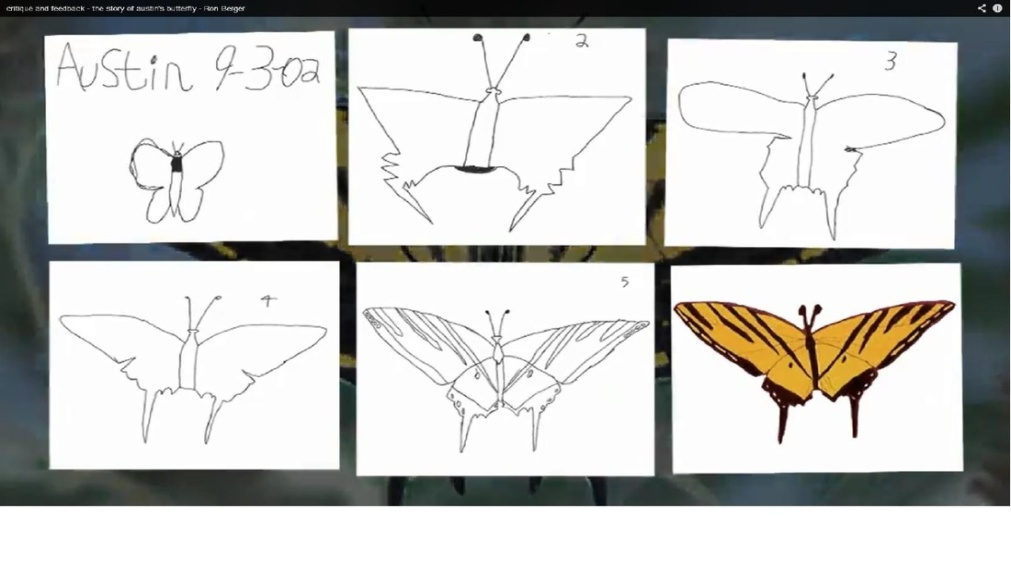 critique and feedback - the story of austin's butterfly - Ron Berger
Austin 9-3-02
2
3
4
5